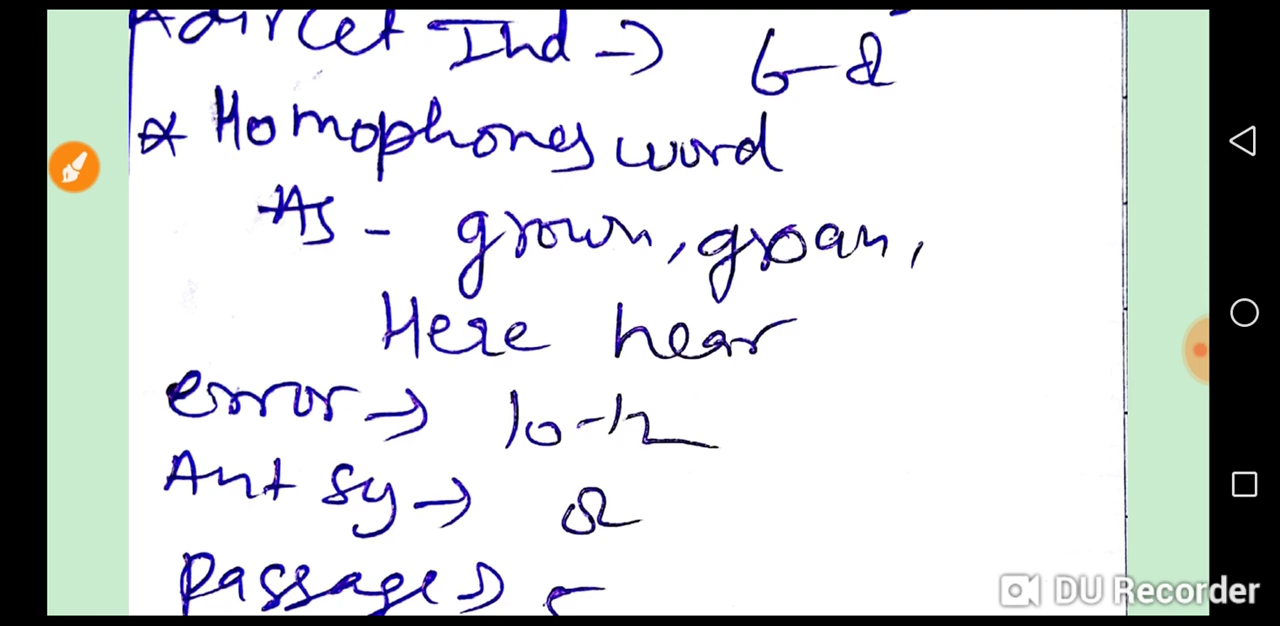 Adircet Ind → 6-8
* Homophones word
As - grown, groan,
Here hear
error → 10-12
Ant sy → 8
passage →
DU Recorder